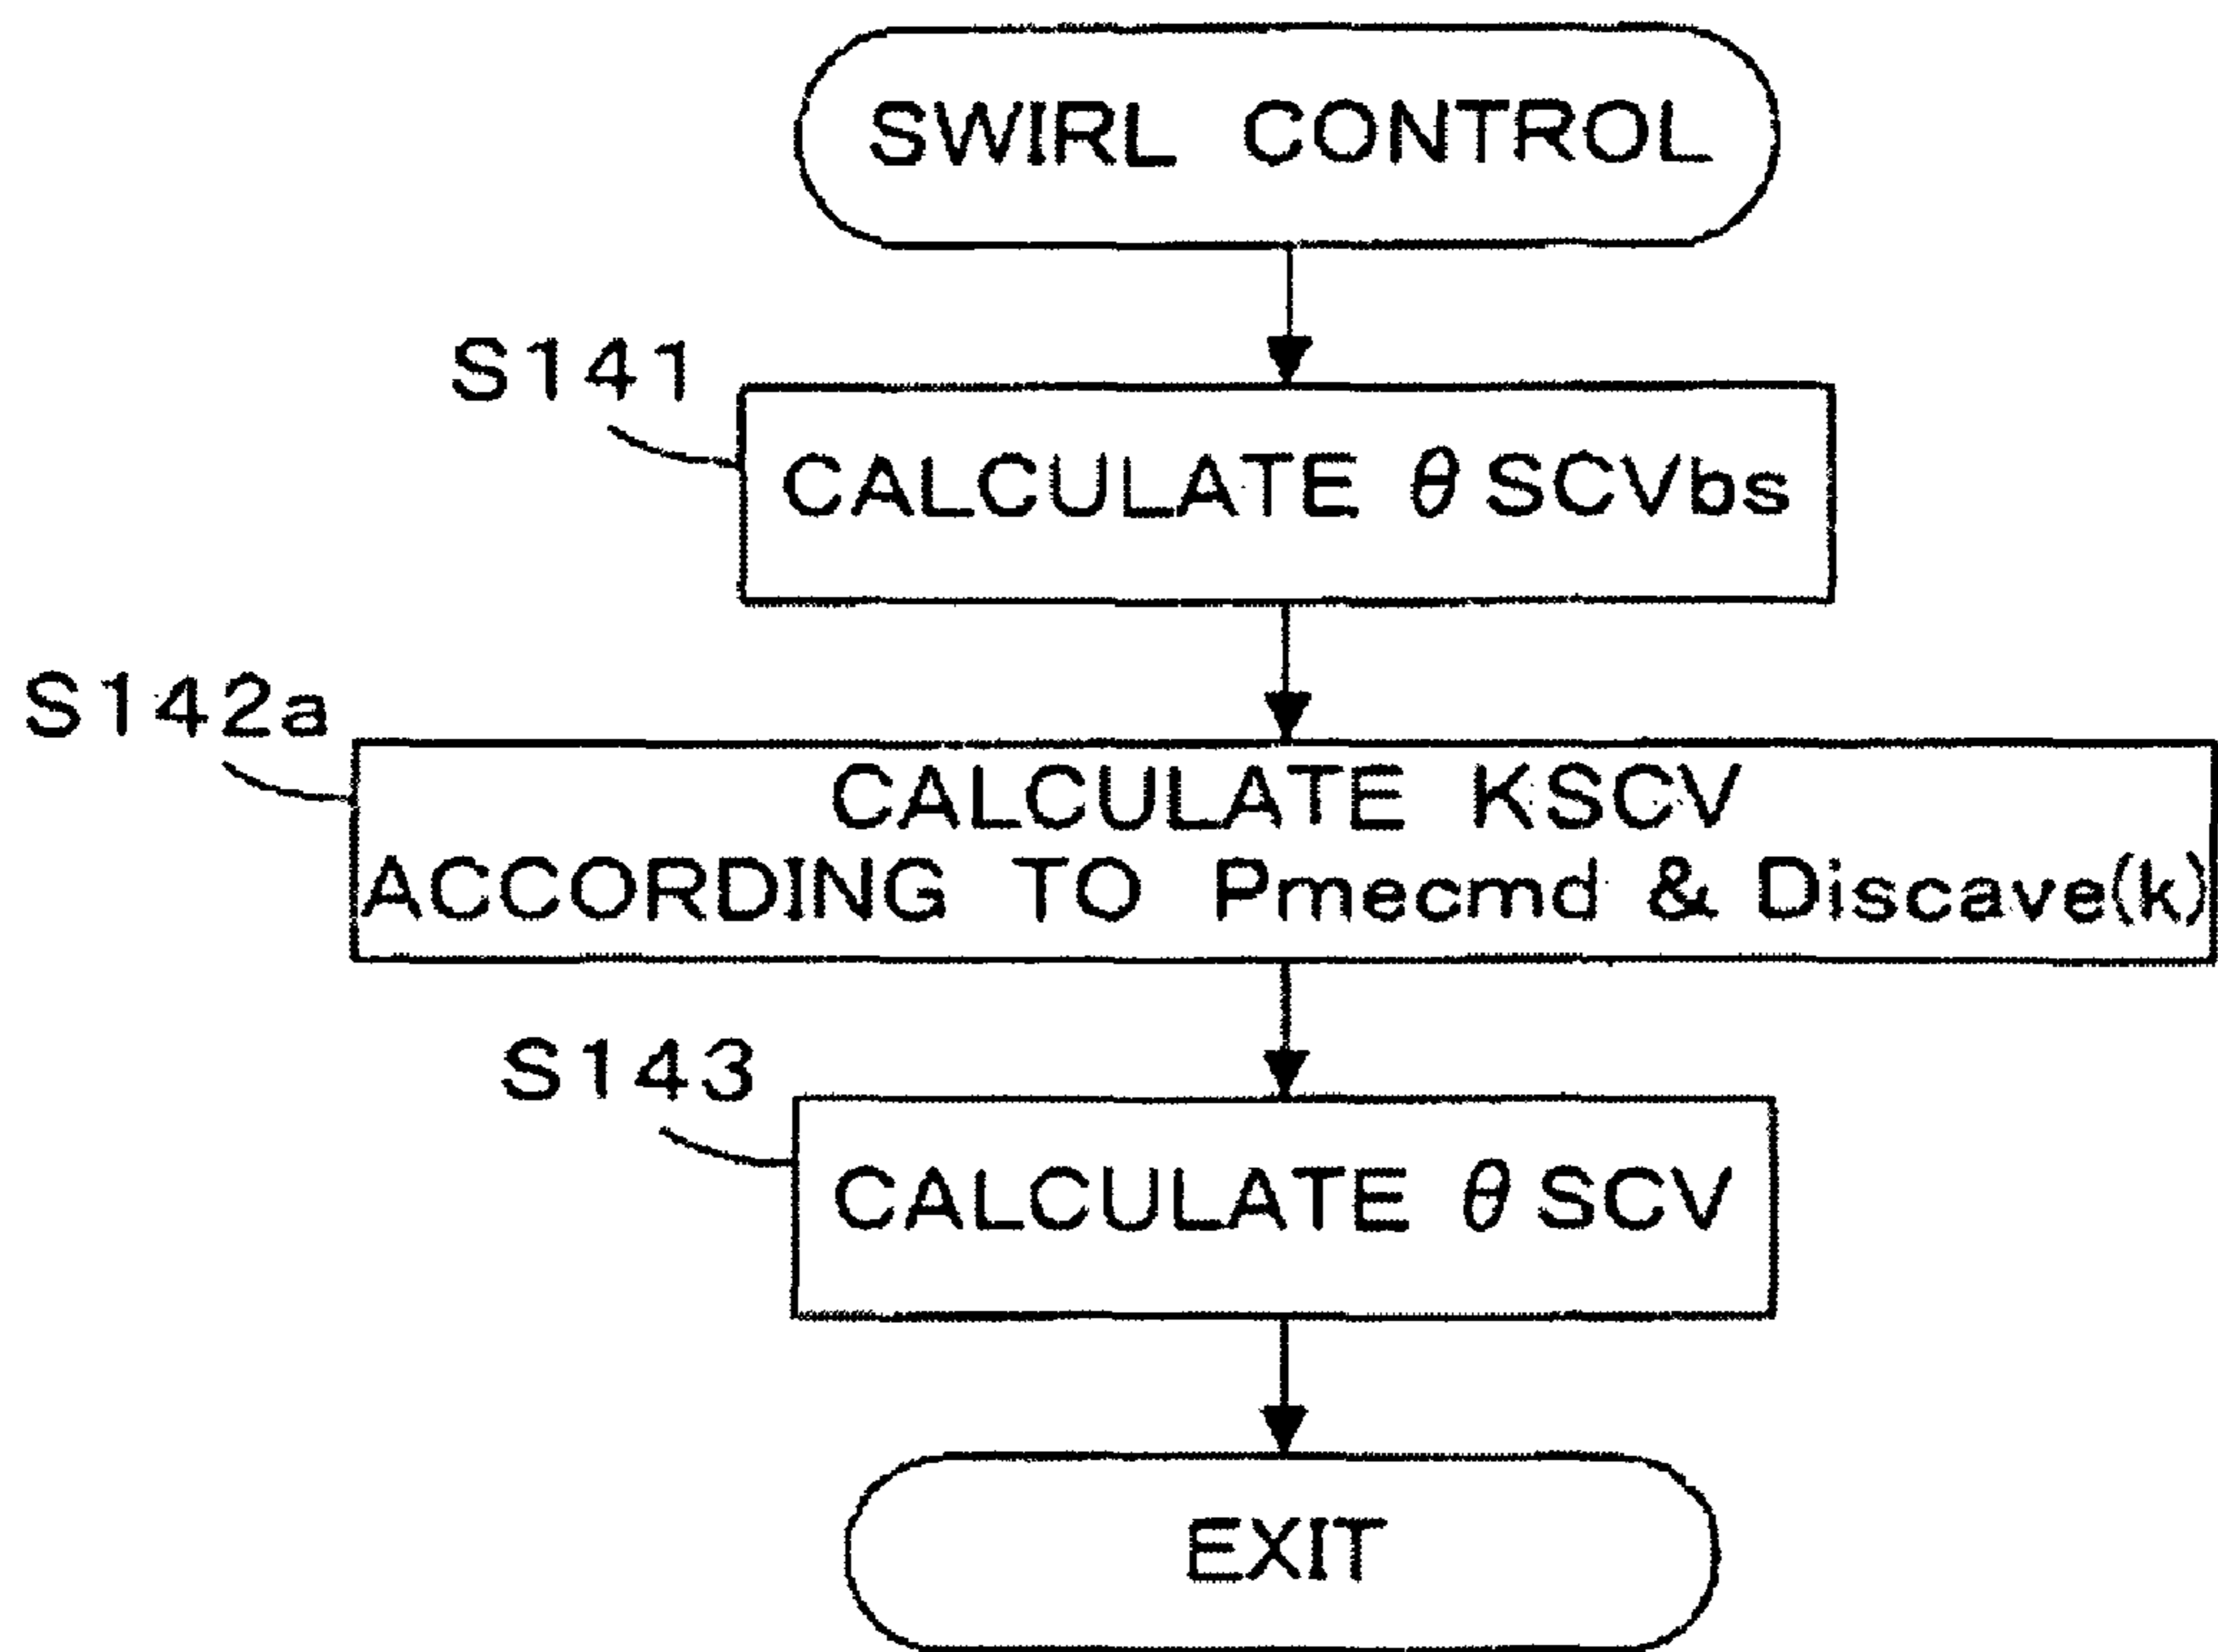 SWIRL CONTROL
S141
CALCULATE θSCVbs
S142a
CALCULATE KSCV
ACCORDING TO Pmecmd & Discave(k)
S143
CALCULATE θSCV
EXIT